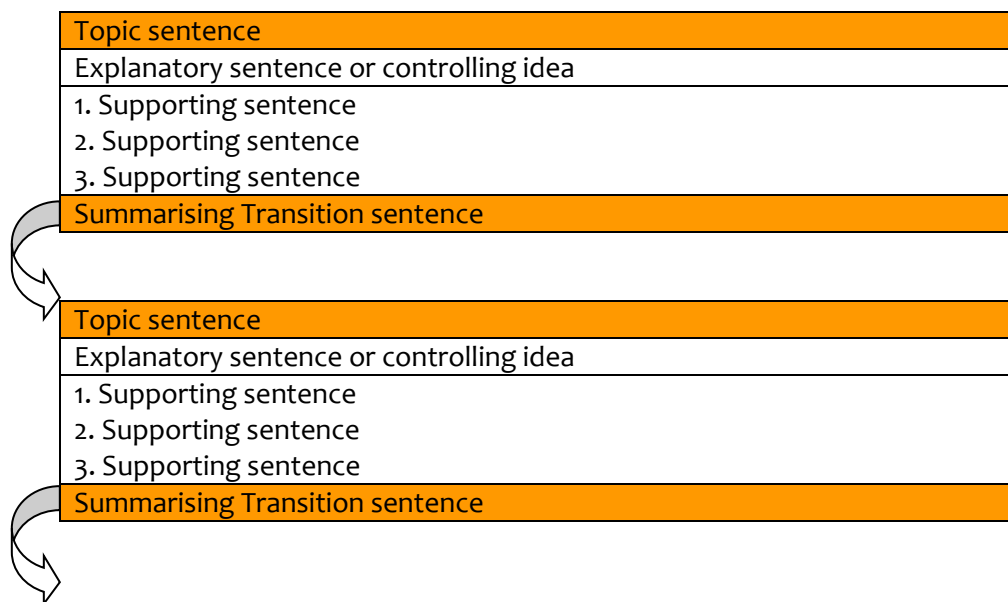 Topic sentence
Explanatory sentence or controlling idea
1. Supporting sentence
2. Supporting sentence
3. Supporting sentence
Summarising Transition sentence
Topic sentence
Explanatory sentence or controlling idea
1. Supporting sentence
2. Supporting sentence
3. Supporting sentence
Summarising Transition sentence